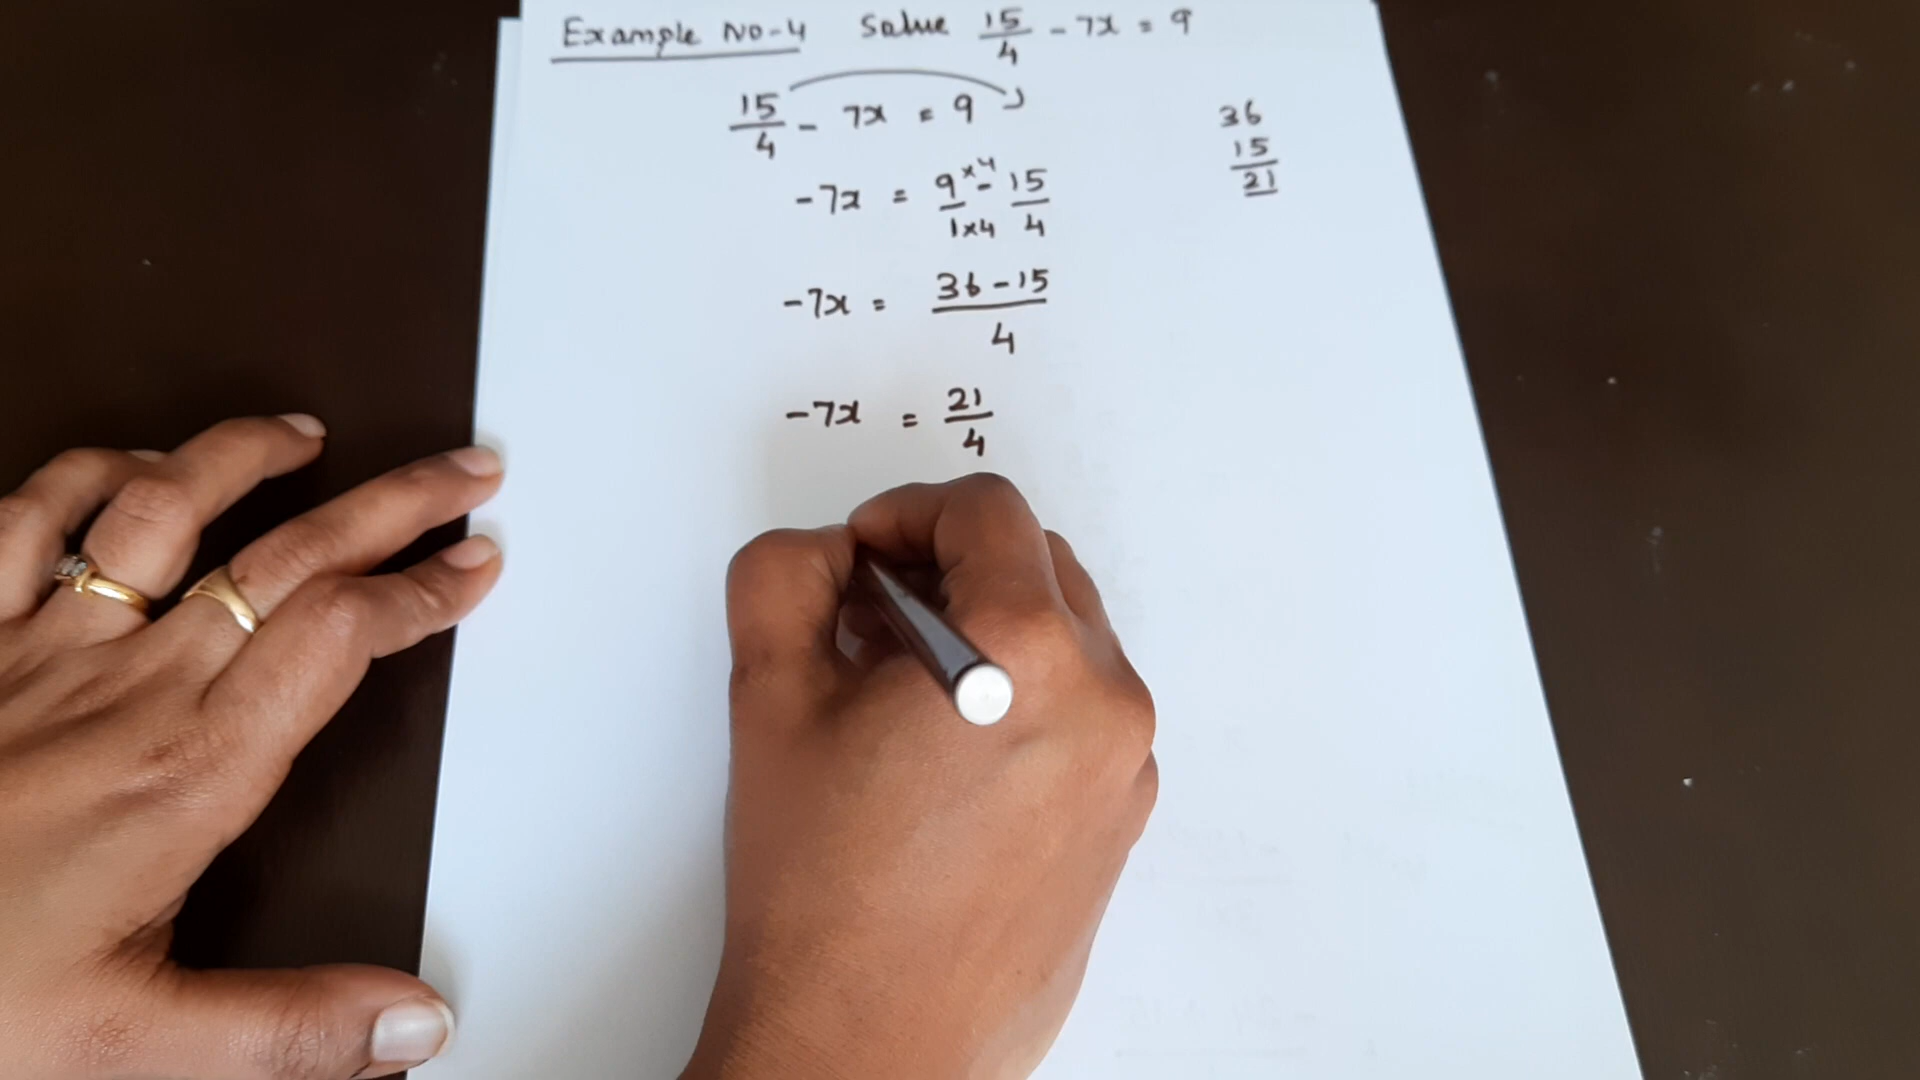 Example No-4 Solve 15/4 - 7x = 9
15/4 - 7x = 9
-7x = 9×4/1×4 - 15/4
-7x = 36-15/4
-7x = 21/4
36
15
21